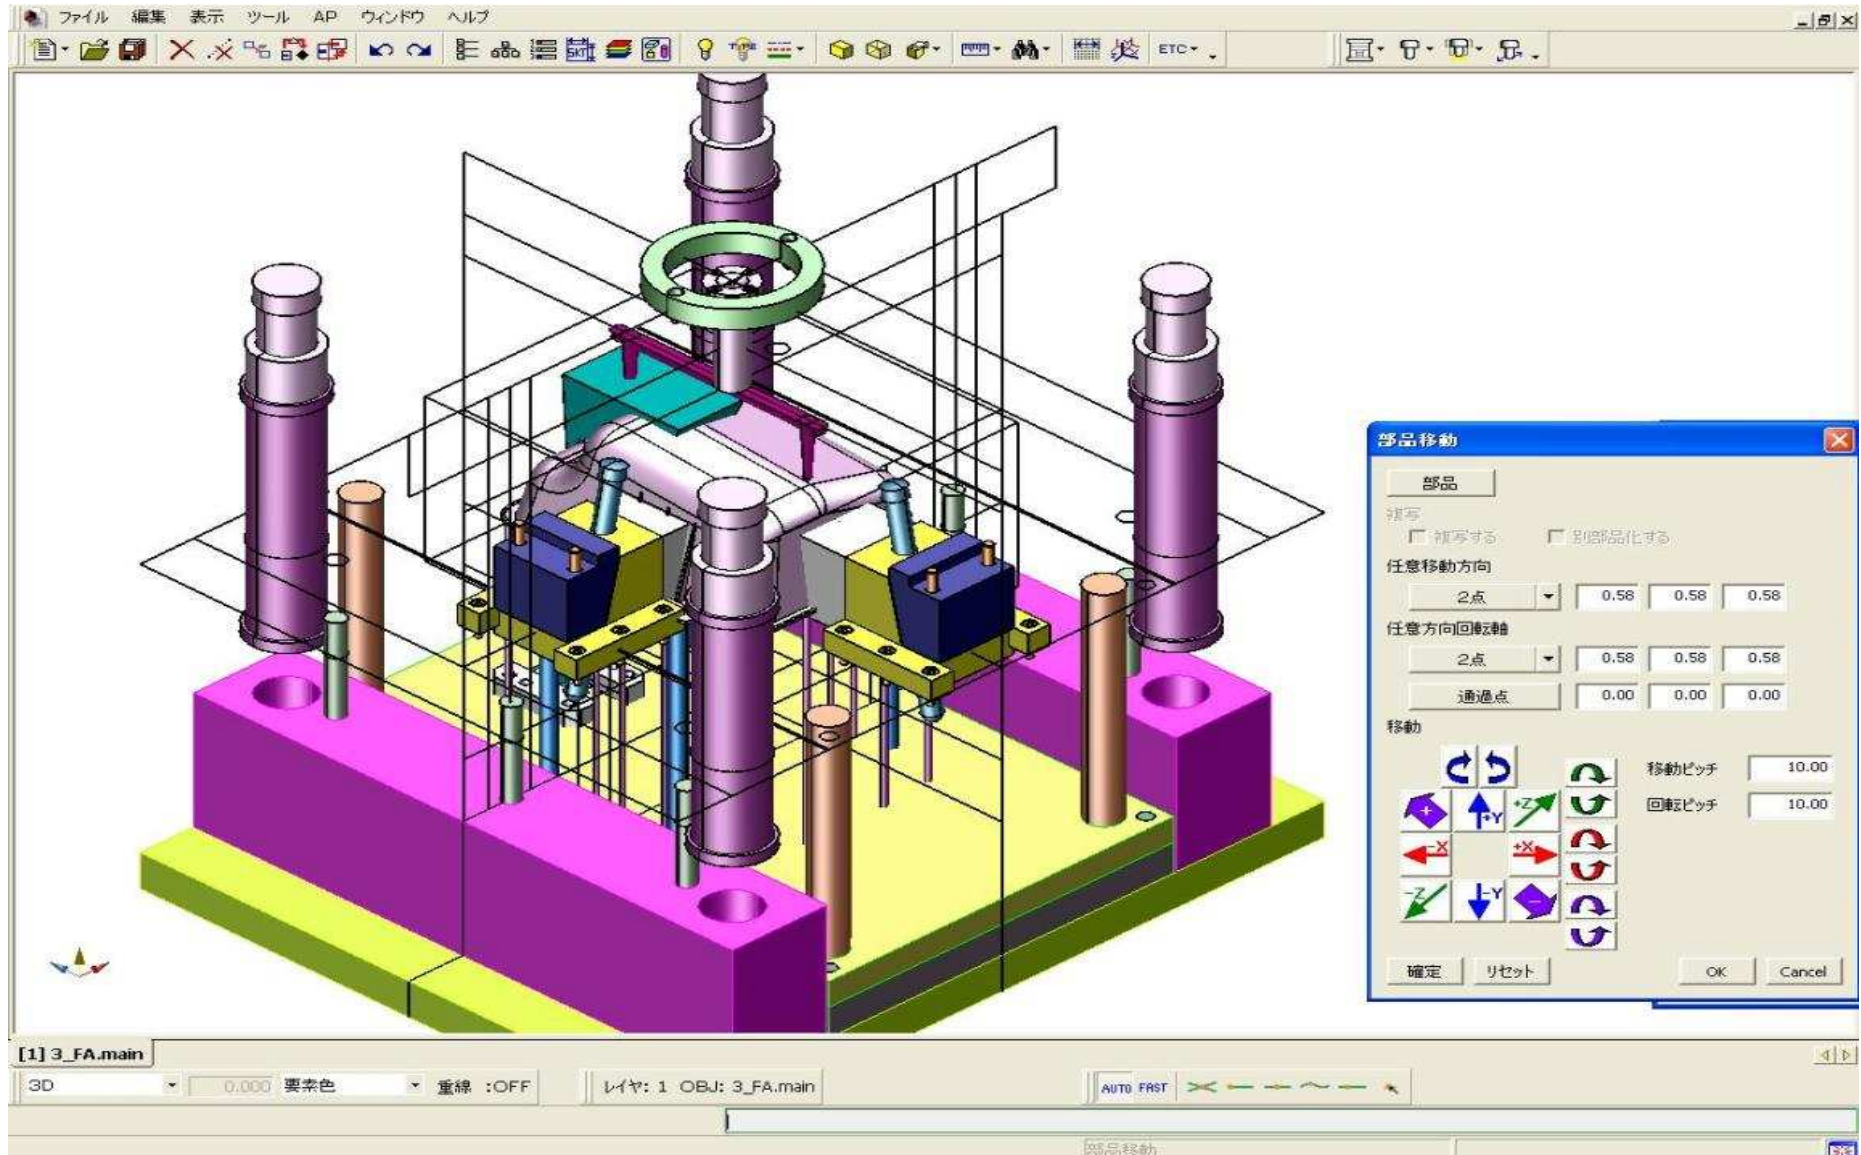 ファイル 編集 表示 ツール AP ウィンドウ ヘルプ
SKT TYPE ETC
部品移動
部品
複写
複写する 別部品化する
任意移動方向
2点 0.58 0.58 0.58
任意方向回転軸
2点 0.58 0.58 0.58
通過点 0.00 0.00 0.00
移動
移動ピッチ 10.00
回転ピッチ 10.00
+ +Y +Z
-X +X
-Z -Y -
確定 リセット OK Cancel
[1] 3_FA.main
3D 0.000 要素色 重線 :OFF レイヤ: 1 OBJ: 3_FA.main AUTO FAST
部品移動